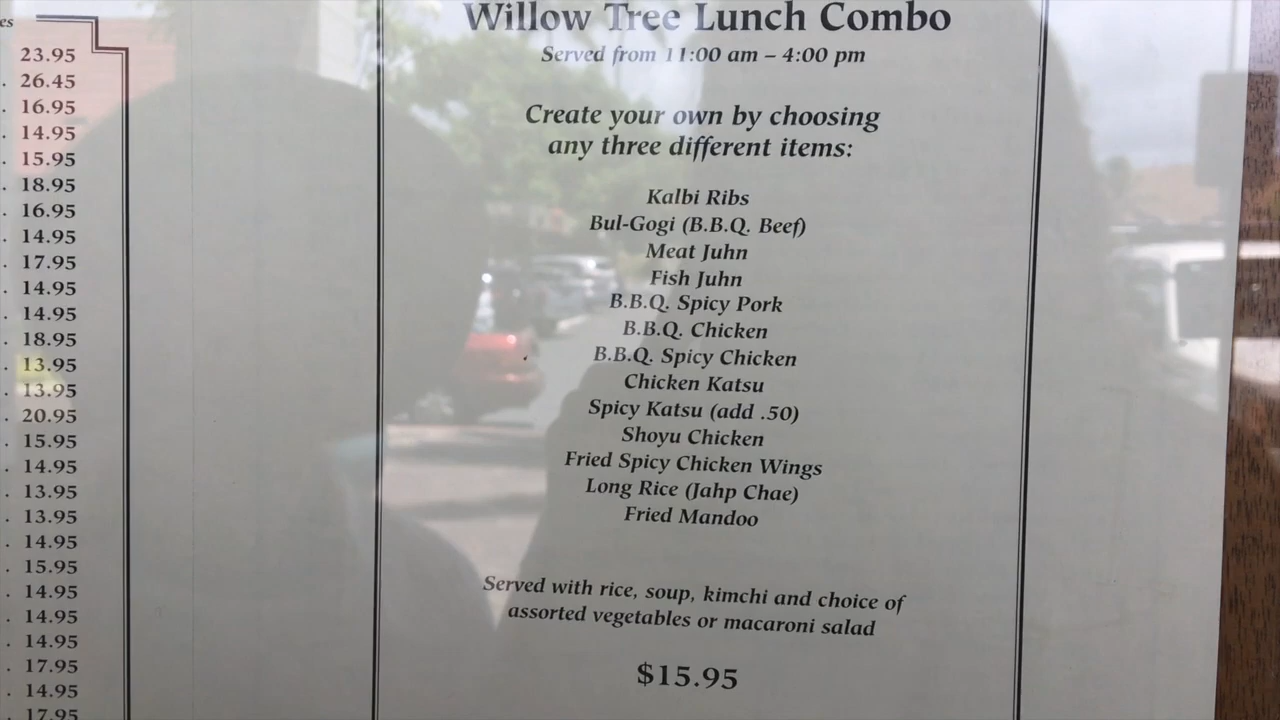 es
23.95
. 26.45
. 16.95
. 14.95
. 15.95
. 18.95
. 16.95
. 14.95
. 17.95
. 14.95
. 14.95
. 18.95
. 13.95
. 13.95
. 20.95
. 15.95
. 14.95
. 13.95
. 13.95
. 14.95
. 15.95
. 14.95
. 14.95
. 14.95
. 17.95
. 14.95
. 17.95
Willow Tree Lunch Combo
Served from 11:00 am – 4:00 pm
Create your own by choosing
any three different items:
Kalbi Ribs
Bul-Gogi (B.B.Q. Beef)
Meat Juhn
Fish Juhn
B.B.Q. Spicy Pork
B.B.Q. Chicken
B.B.Q. Spicy Chicken
Chicken Katsu
Spicy Katsu (add .50)
Shoyu Chicken
Fried Spicy Chicken Wings
Long Rice (Jahp Chae)
Fried Mandoo
Served with rice, soup, kimchi and choice of
assorted vegetables or macaroni salad
$15.95